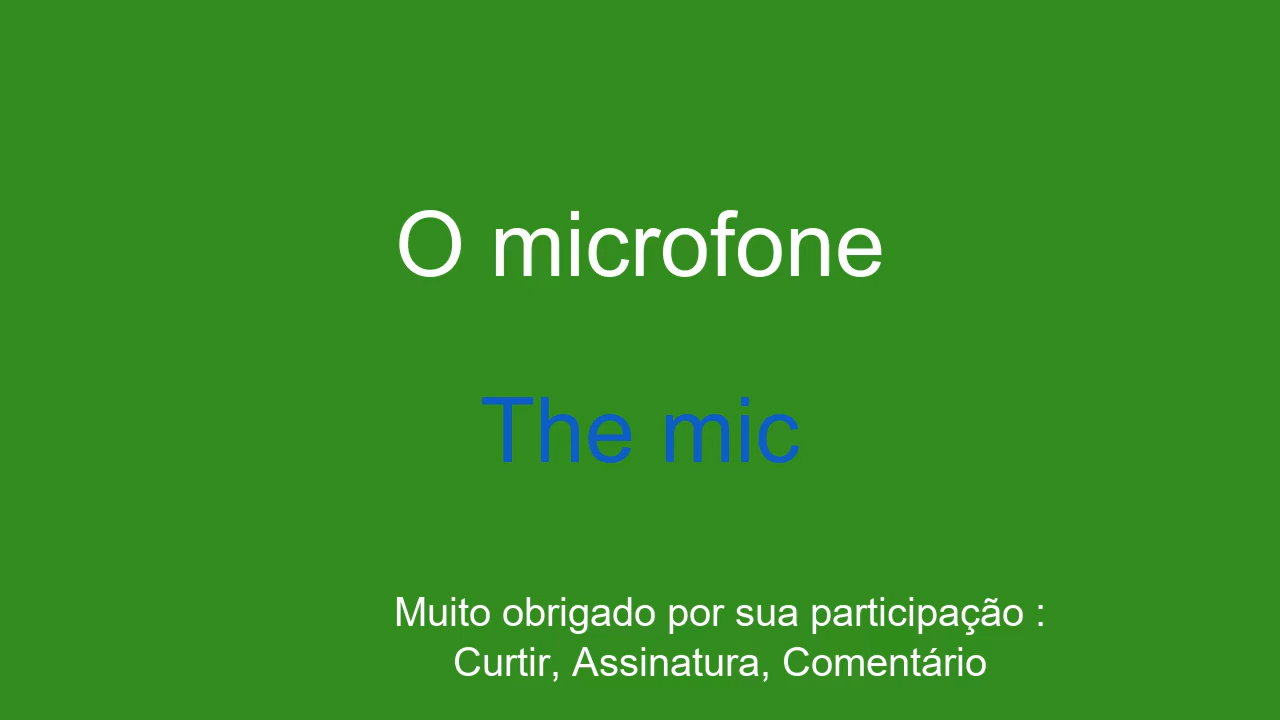 O microfone
The mic
Muito obrigado por sua participação :
Curtir, Assinatura, Comentário